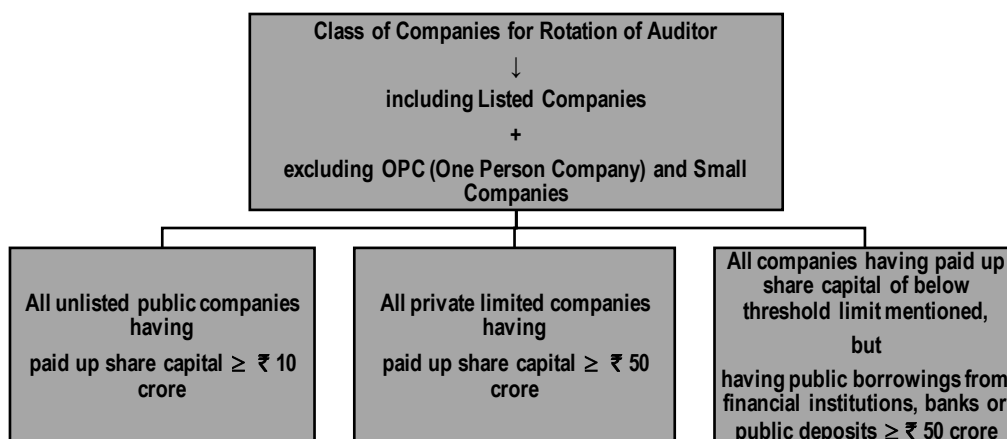 Class of Companies for Rotation of Auditor
↓
including Listed Companies
+
excluding OPC (One Person Company) and Small
Companies
All unlisted public companies
having
paid up share capital ≥ ₹ 10
crore
All private limited companies
having
paid up share capital ≥ ₹ 50
crore
All companies having paid up
share capital of below
threshold limit mentioned,
but
having public borrowings from
financial institutions, banks or
public deposits ≥ ₹ 50 crore